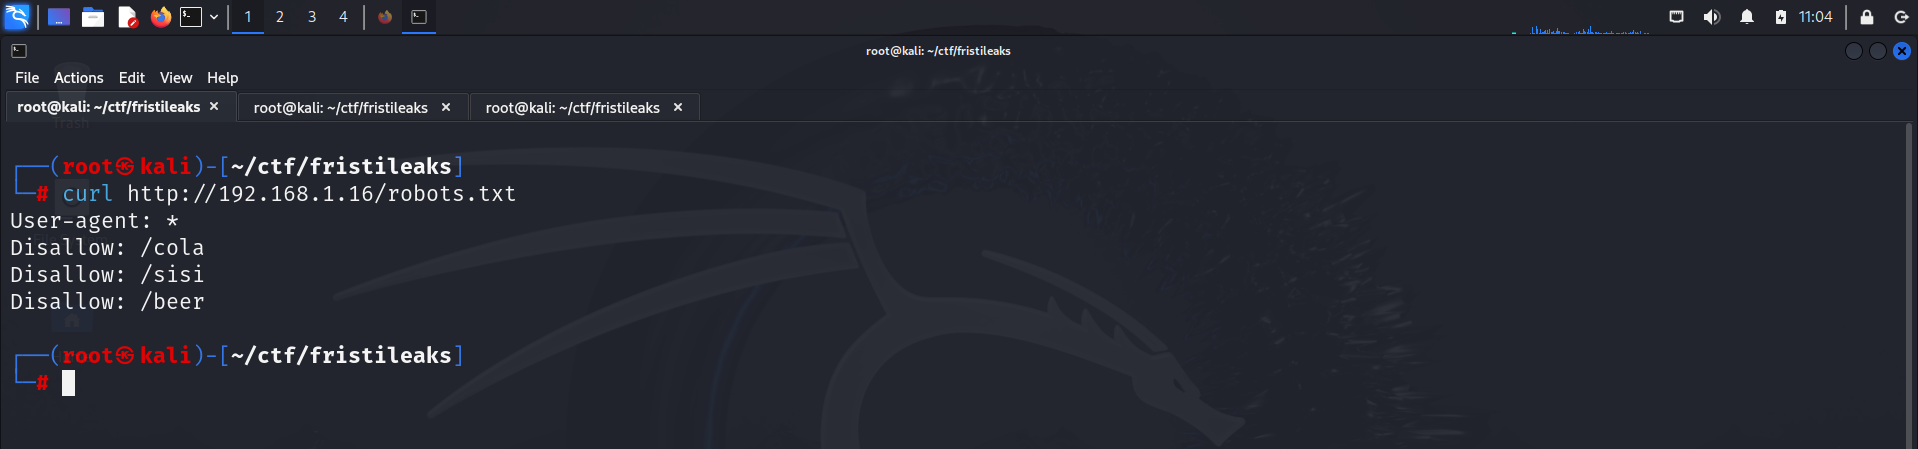 1 2 3 4 11:04
root@kali: ~/ctf/fristileaks
File Actions Edit View Help
root@kali: ~/ctf/fristileaks × root@kali: ~/ctf/fristileaks × root@kali: ~/ctf/fristileaks ×
Trash
┌──(root㉿kali)-[~/ctf/fristileaks]
└─# curl http://192.168.1.16/robots.txt
User-agent: *
Disallow: /cola
Disallow: /sisi
Disallow: /beer
┌──(root㉿kali)-[~/ctf/fristileaks]
└─#